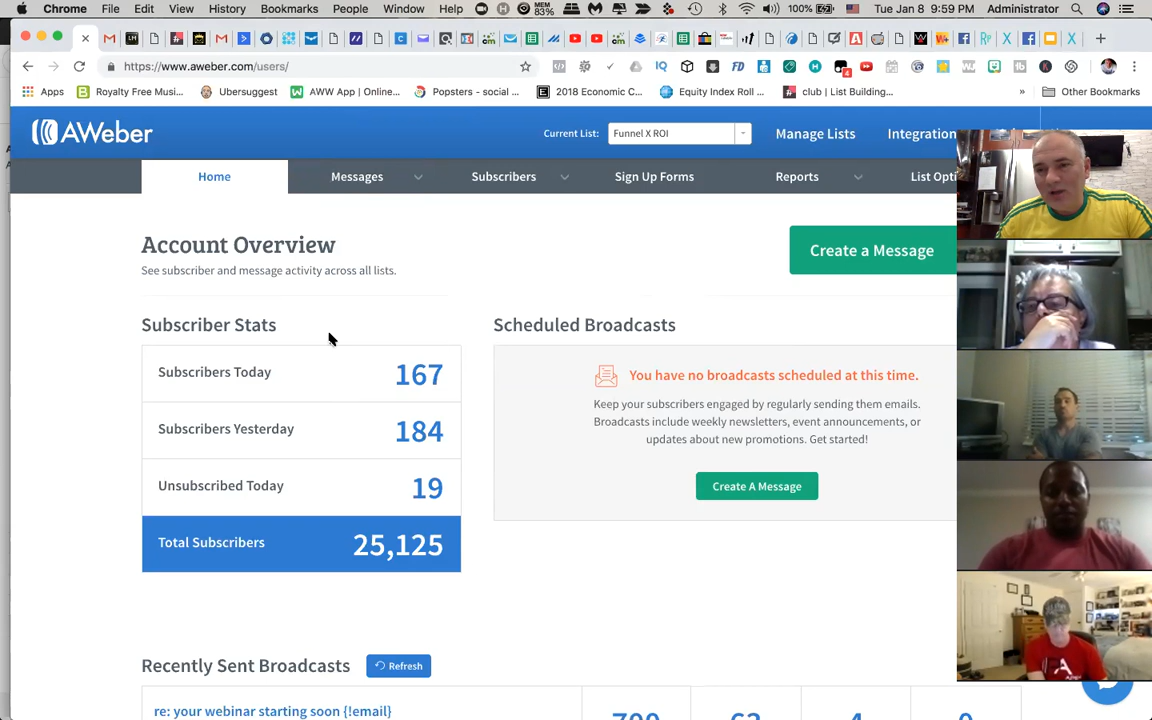 Chrome File Edit View History Bookmarks People Window Help MEM 83% 100% Tue Jan 8 9:59 PM Administrator
https://www.aweber.com/users/
Apps Royalty Free Musi... Ubersuggest AWW App | Online... Popsters - social ... 2018 Economic C... Equity Index Roll ... club | List Building... » Other Bookmarks
AWeber Current List: Funnel X ROI Manage Lists Integration
Home Messages Subscribers Sign Up Forms Reports List Opti
Account Overview
Create a Message
See subscriber and message activity across all lists.
Subscriber Stats
Scheduled Broadcasts
Subscribers Today 167
You have no broadcasts scheduled at this time.
Keep your subscribers engaged by regularly sending them emails.
Broadcasts include weekly newsletters, event announcements, or
updates about new promotions. Get started!
Subscribers Yesterday 184
Unsubscribed Today 19
Create A Message
Total Subscribers 25,125
Recently Sent Broadcasts Refresh
re: your webinar starting soon {!email}